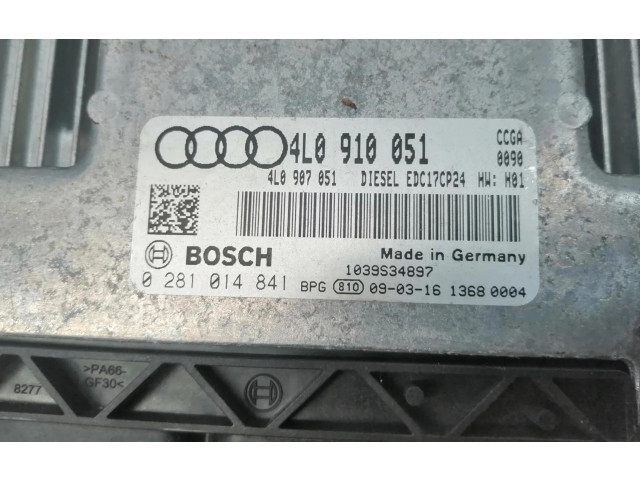 4L0 910 051 CCGA
0090
4L0 907 051 DIESEL EDC17CP24 HW: H01
BOSCH Made in Germany
1039S34897
0 281 014 841 BPG 810 09-03-16 1368 0004
>PA66-
GF30<
8277